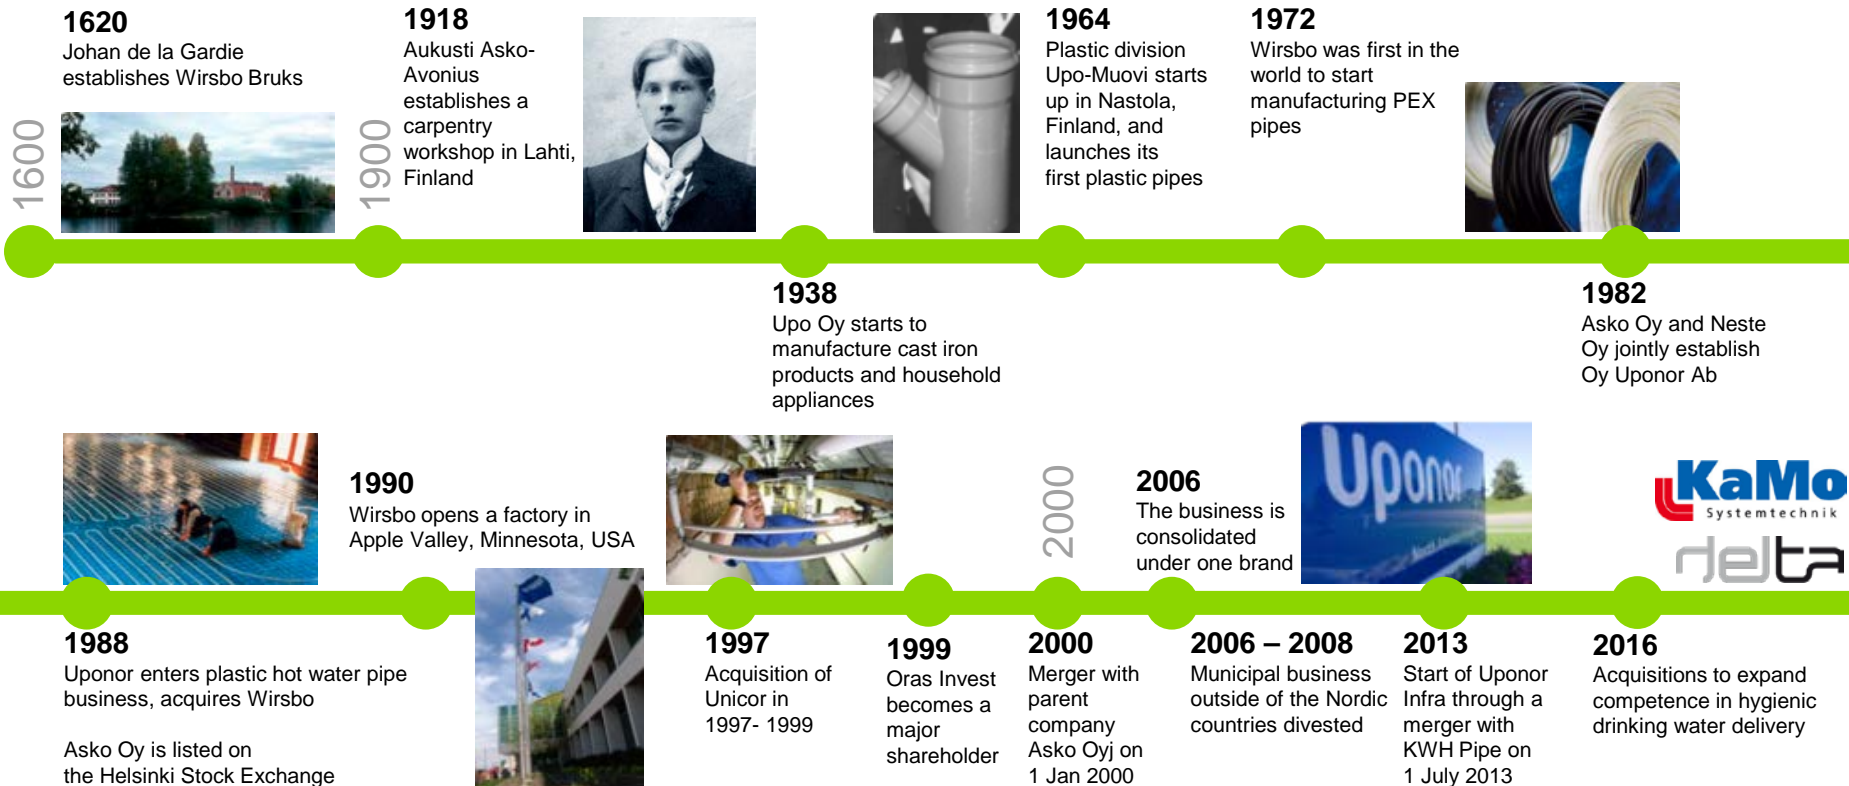 1620
Johan de la Gardie
establishes Wirsbo Bruks
1600
1918
Aukusti Asko-
Avonius
establishes a
carpentry
workshop in Lahti,
Finland
1900
1964
Plastic division
Upo-Muovi starts
up in Nastola,
Finland, and
launches its
first plastic pipes
1972
Wirsbo was first in the
world to start
manufacturing PEX
pipes
1938
Upo Oy starts to
manufacture cast iron
products and household
appliances
1982
Asko Oy and Neste
Oy jointly establish
Oy Uponor Ab
1990
Wirsbo opens a factory in
Apple Valley, Minnesota, USA
2000
2006
The business is
consolidated
under one brand
Uponor
KaMo
Systemtechnik
delta
1988
Uponor enters plastic hot water pipe
business, acquires Wirsbo
Asko Oy is listed on
the Helsinki Stock Exchange
1997
Acquisition of
Unicor in
1997- 1999
1999
Oras Invest
becomes a
major
shareholder
2000
Merger with
parent
company
Asko Oyj on
1 Jan 2000
2006 – 2008
Municipal business
outside of the Nordic
countries divested
2013
Start of Uponor
Infra through a
merger with
KWH Pipe on
1 July 2013
2016
Acquisitions to expand
competence in hygienic
drinking water delivery